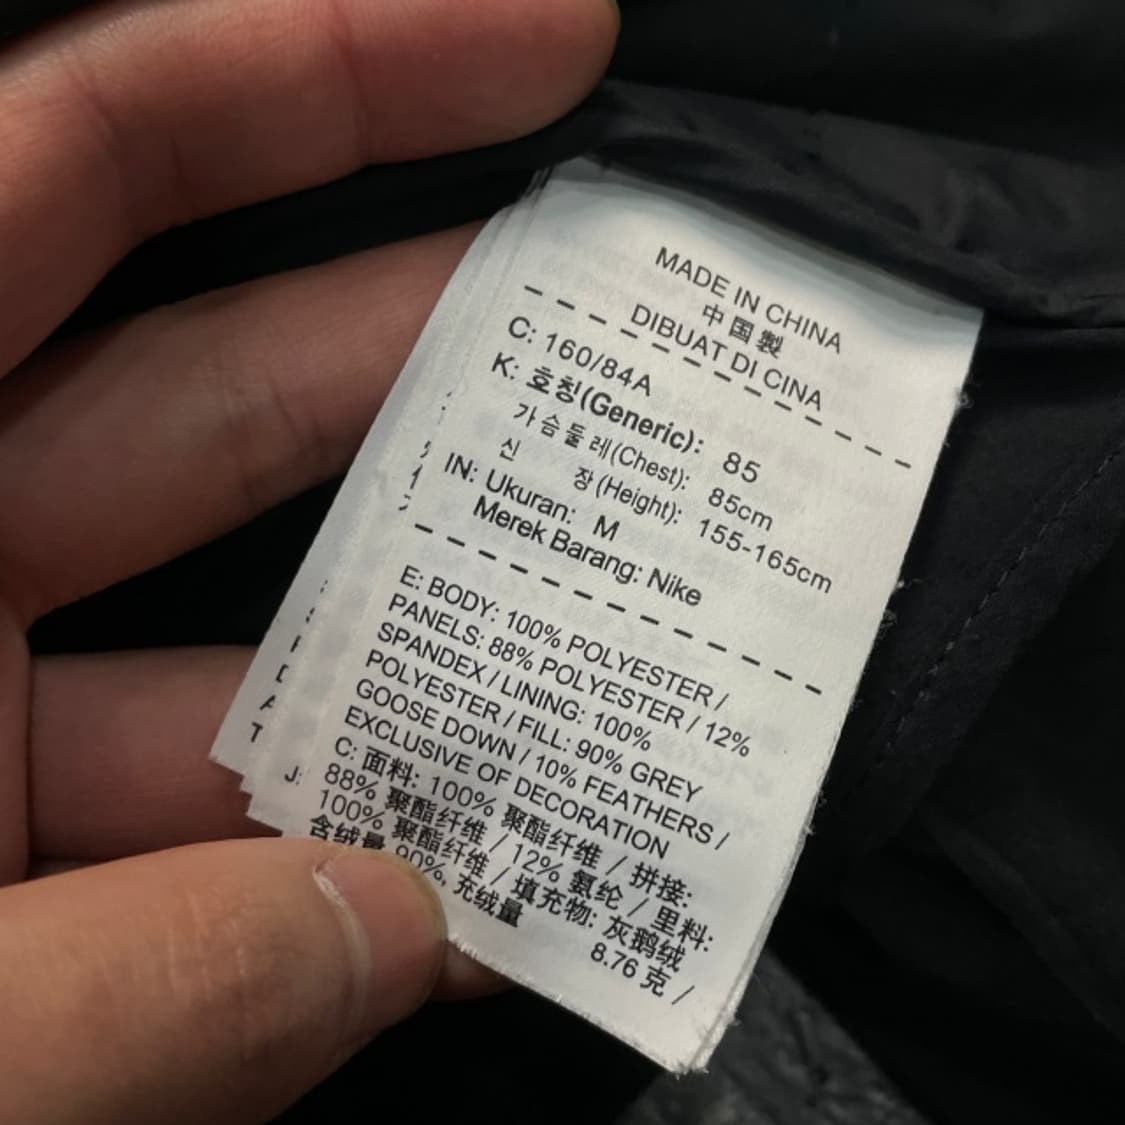 MADE IN CHINA
中国製
DIBUAT DI CINA
C: 160/84A
K: 호칭(Generic): 85
가슴둘레(Chest): 85cm
신 장(Height): 155-165cm
IN: Ukuran: M
Merek Barang: Nike
E: BODY: 100% POLYESTER /
PANELS: 88% POLYESTER / 12%
SPANDEX / LINING: 100%
POLYESTER / FILL: 90% GREY
GOOSE DOWN / 10% FEATHERS /
EXCLUSIVE OF DECORATION
C: 面料: 100% 聚酯纤维 / 拼接:
88% 聚酯纤维 / 12% 氨纶 / 里料:
100% 聚酯纤维 / 填充物: 灰鹅绒
含绒量 90%, 充绒量 8.76 克 /
J: